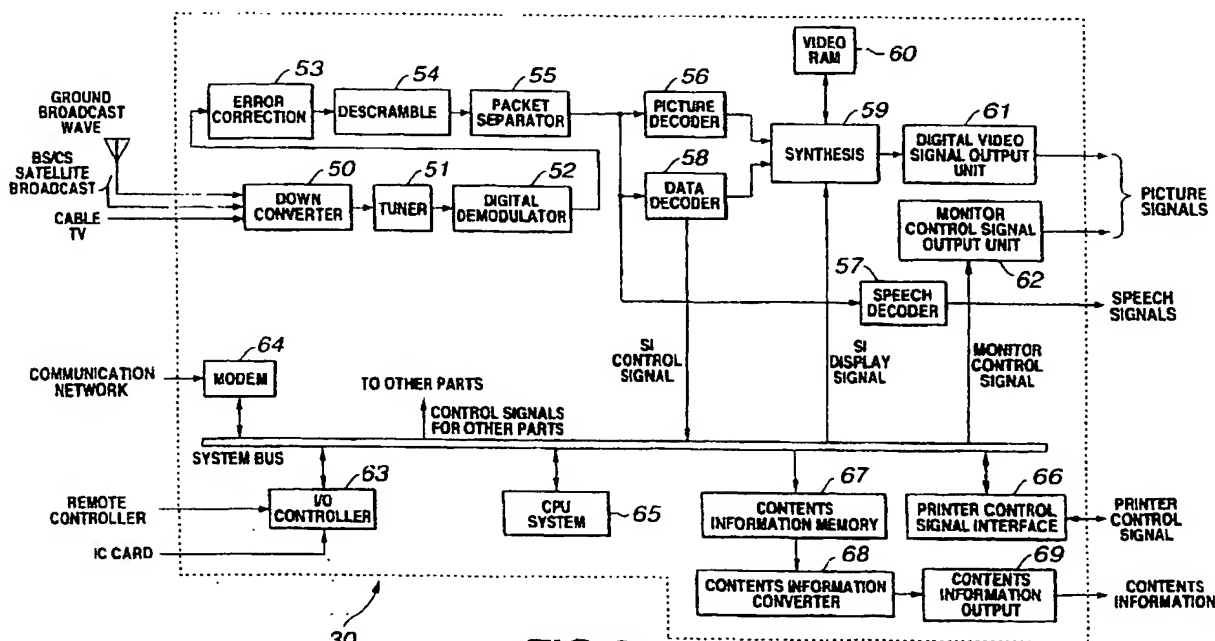 53
ERROR
CORRECTION
54
DESCRAMBLE
55
PACKET
SEPARATOR
56
PICTURE
DECODER
VIDEO
RAM
60
59
SYNTHESIS
61
DIGITAL VIDEO
SIGNAL OUTPUT
UNIT
GROUND
BROADCAST
WAVE
BS/CS
SATELLITE
BROADCAST
CABLE
TV
50
DOWN
CONVERTER
51
TUNER
52
DIGITAL
DEMODULATOR
58
DATA
DECODER
MONITOR
CONTROL SIGNAL
OUTPUT UNIT
62
PICTURE
SIGNALS
57
SPEECH
DECODER
SPEECH
SIGNALS
SI
CONTROL
SIGNAL
SI
DISPLAY
SIGNAL
MONITOR
CONTROL
SIGNAL
COMMUNICATION
NETWORK
64
MODEM
TO OTHER PARTS
CONTROL SIGNALS
FOR OTHER PARTS
SYSTEM BUS
REMOTE
CONTROLLER
IC CARD
63
I/O
CONTROLLER
CPU
SYSTEM
65
67
CONTENTS
INFORMATION MEMORY
66
PRINTER CONTROL
SIGNAL INTERFACE
PRINTER
CONTROL
SIGNAL
68
CONTENTS INFORMATION
CONVERTER
69
CONTENTS
INFORMATION
OUTPUT
CONTENTS
INFORMATION
30